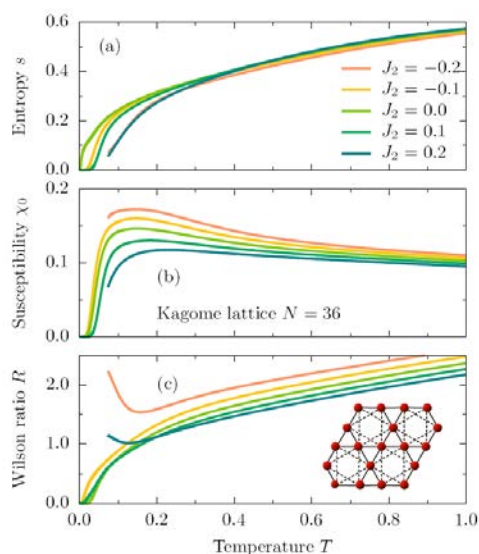 (a)
Entropy s
0.6
0.4
0.2
0.0
J₂ = −0.2
J₂ = −0.1
J₂ = 0.0
J₂ = 0.1
J₂ = 0.2
Susceptibility χ₀
0.2
0.1
0.0
(b)
Kagome lattice N = 36
Wilson ratio R
2.0
1.0
0.0
(c)
0.0 0.2 0.4 0.6 0.8 1.0
Temperature T